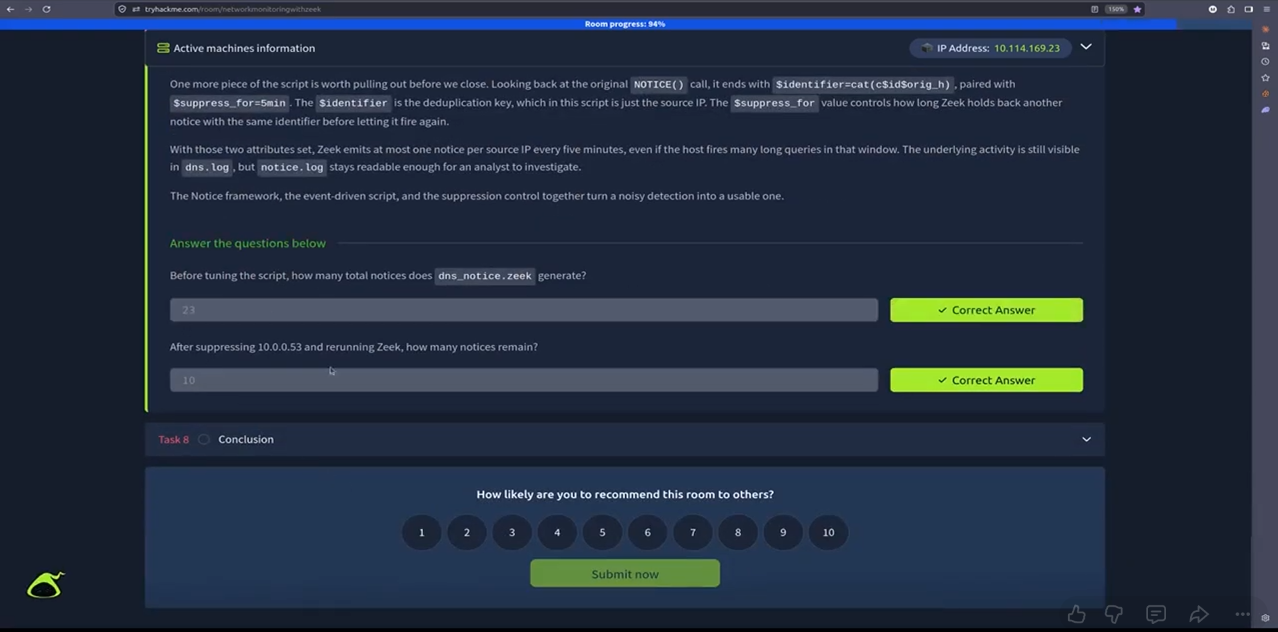 tryhackme.com/room/networkmonitoringwithzeek
150%
Room progress: 94%
Active machines information
IP Address: 10.114.169.23
One more piece of the script is worth pulling out before we close. Looking back at the original NOTICE() call, it ends with $identifier=cat(c$id$orig_h), paired with
$suppress_for=5min. The $identifier is the deduplication key, which in this script is just the source IP. The $suppress_for value controls how long Zeek holds back another
notice with the same identifier before letting it fire again.
With those two attributes set, Zeek emits at most one notice per source IP every five minutes, even if the host fires many long queries in that window. The underlying activity is still visible
in dns.log, but notice.log stays readable enough for an analyst to investigate.
The Notice framework, the event-driven script, and the suppression control together turn a noisy detection into a usable one.
Answer the questions below
Before tuning the script, how many total notices does dns_notice.zeek generate?
23
✓ Correct Answer
After suppressing 10.0.0.53 and rerunning Zeek, how many notices remain?
10
✓ Correct Answer
Task 8 Conclusion
How likely are you to recommend this room to others?
1 2 3 4 5 6 7 8 9 10
Submit now